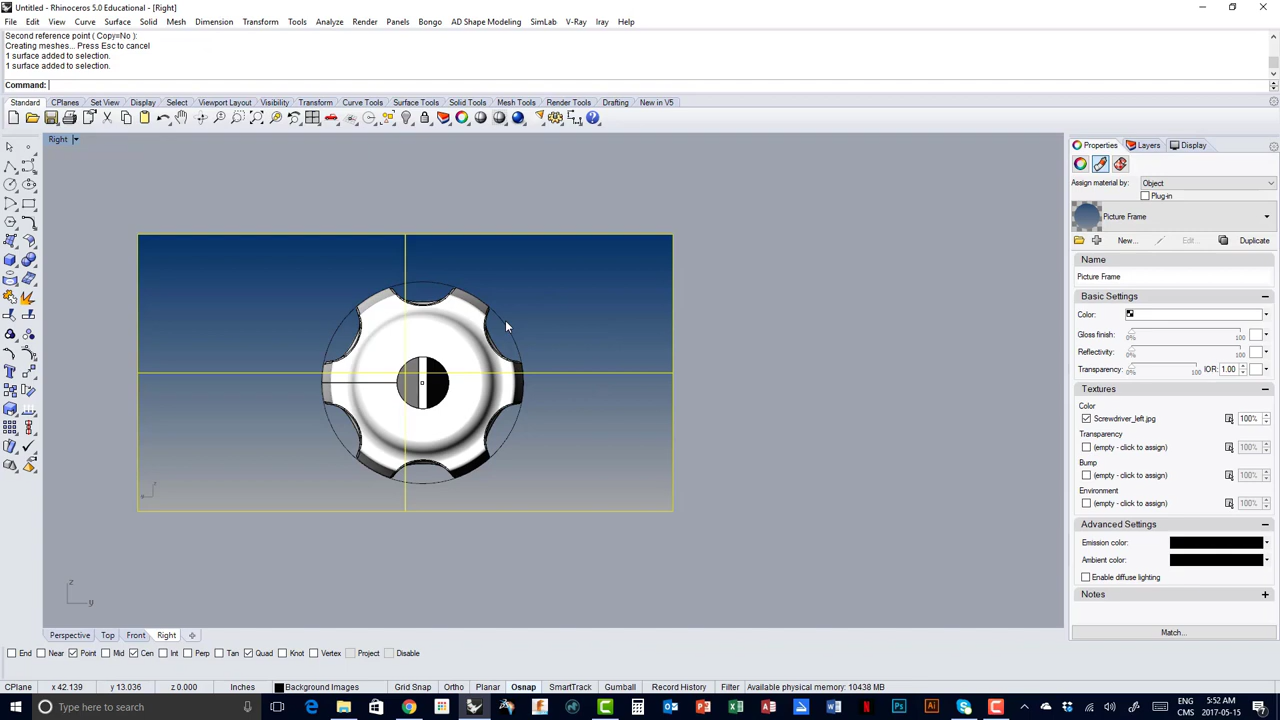 Untitled - Rhinoceros 5.0 Educational - [Right]
File Edit View Curve Surface Solid Mesh Dimension Transform Tools Analyze Render Panels Bongo AD Shape Modeling SimLab V-Ray Iray Help
Second reference point ( Copy=No ):
Creating meshes... Press Esc to cancel
1 surface added to selection.
1 surface added to selection.
Command:
Standard CPlanes Set View Display Select Viewport Layout Visibility Transform Curve Tools Surface Tools Solid Tools Mesh Tools Render Tools Drafting New in V5
Right
Properties Layers Display
Assign material by: Object
Plug-in
Picture Frame
New... Edit... Duplicate
Name
Picture Frame
Basic Settings
Color:
Gloss finish: 0% 100
Reflectivity: 0% 100
Transparency: 0% 100 IOR: 1.00
Textures
Color
Screwdriver_left.jpg 100%
Transparency
(empty - click to assign) 100%
Bump
(empty - click to assign) 100%
Environment
(empty - click to assign) 100%
Advanced Settings
Emission color:
Ambient color:
Enable diffuse lighting
Notes
Match...
z
y
Perspective Top Front Right
End Near Point Mid Cen Int Perp Tan Quad Knot Vertex Project Disable
CPlane x 42.139 y 13.036 z 0.000 Inches Background Images Grid Snap Ortho Planar Osnap SmartTrack Gumball Record History Filter Available physical memory: 10438 MB
Type here to search ENG 5:52 AM
CMS 2017-05-15